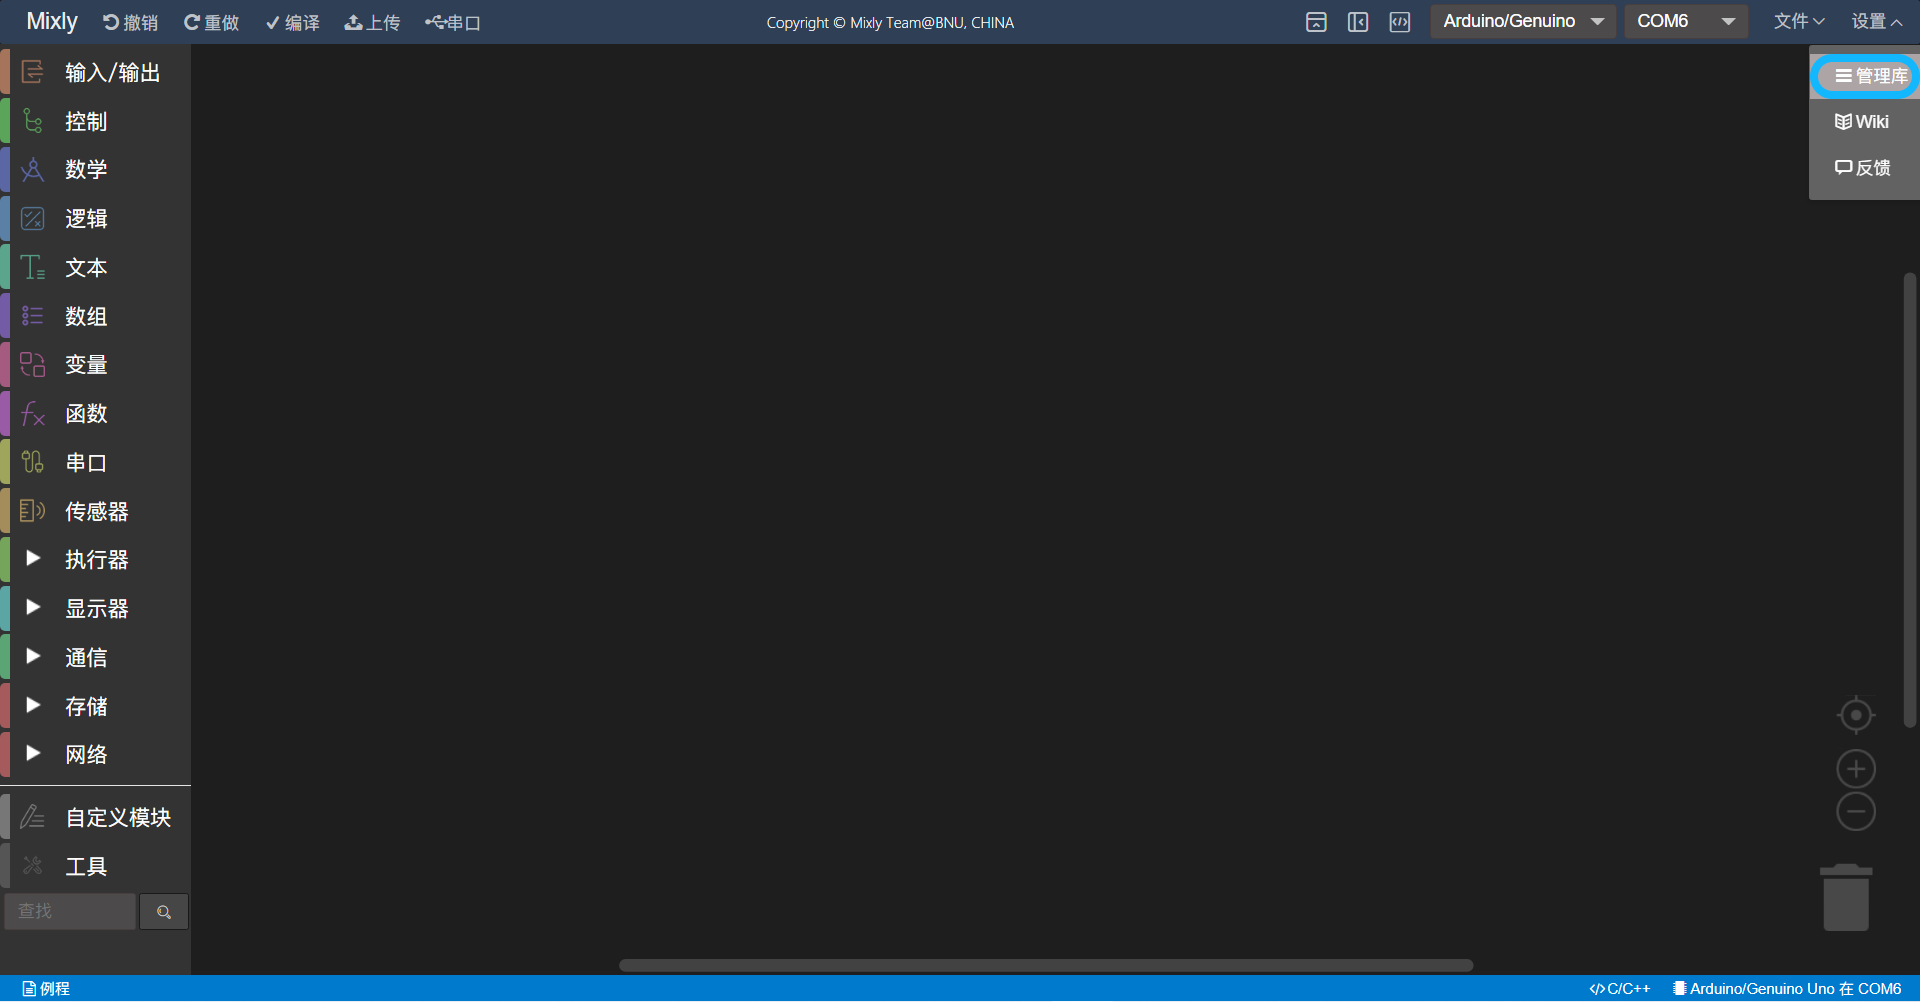 Mixly 撤销 重做 编译 上传 串口 Copyright © Mixly Team@BNU, CHINA Arduino/Genuino COM6 文件 设置
管理库
Wiki
反馈
输入/输出
控制
数学
逻辑
文本
数组
变量
函数
串口
传感器
执行器
显示器
通信
存储
网络
自定义模块
工具
查找
例程 C/C++ Arduino/Genuino Uno 在 COM6